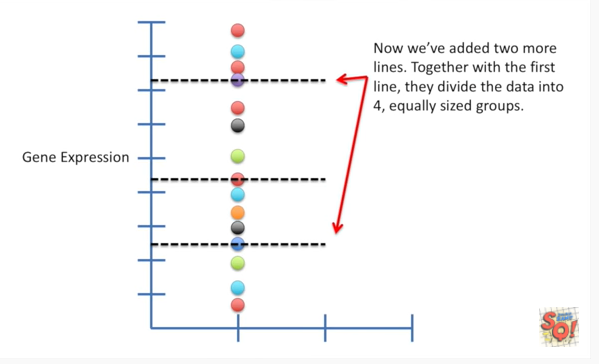 Now we've added two more
lines. Together with the first
line, they divide the data into
4, equally sized groups.
Gene Expression
SQ!